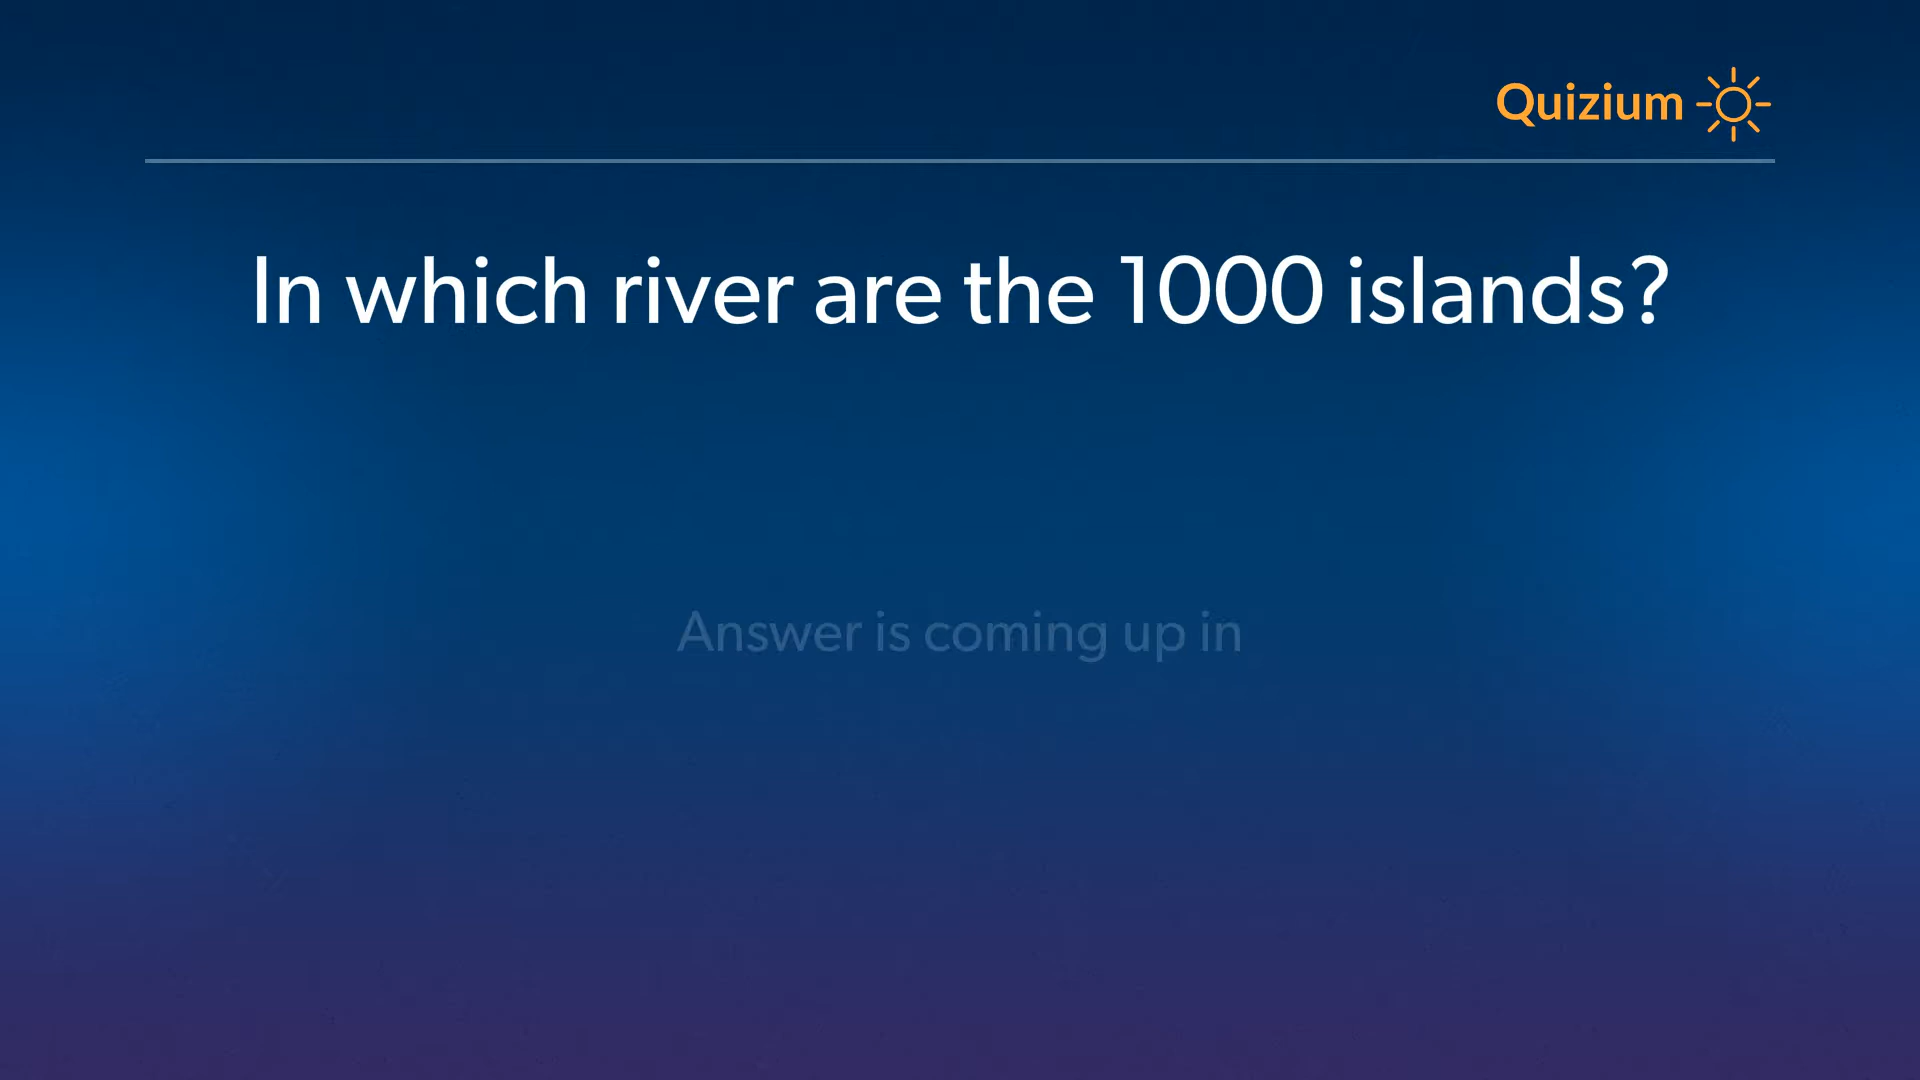 Quizium
In which river are the 1000 islands?
Answer is coming up in